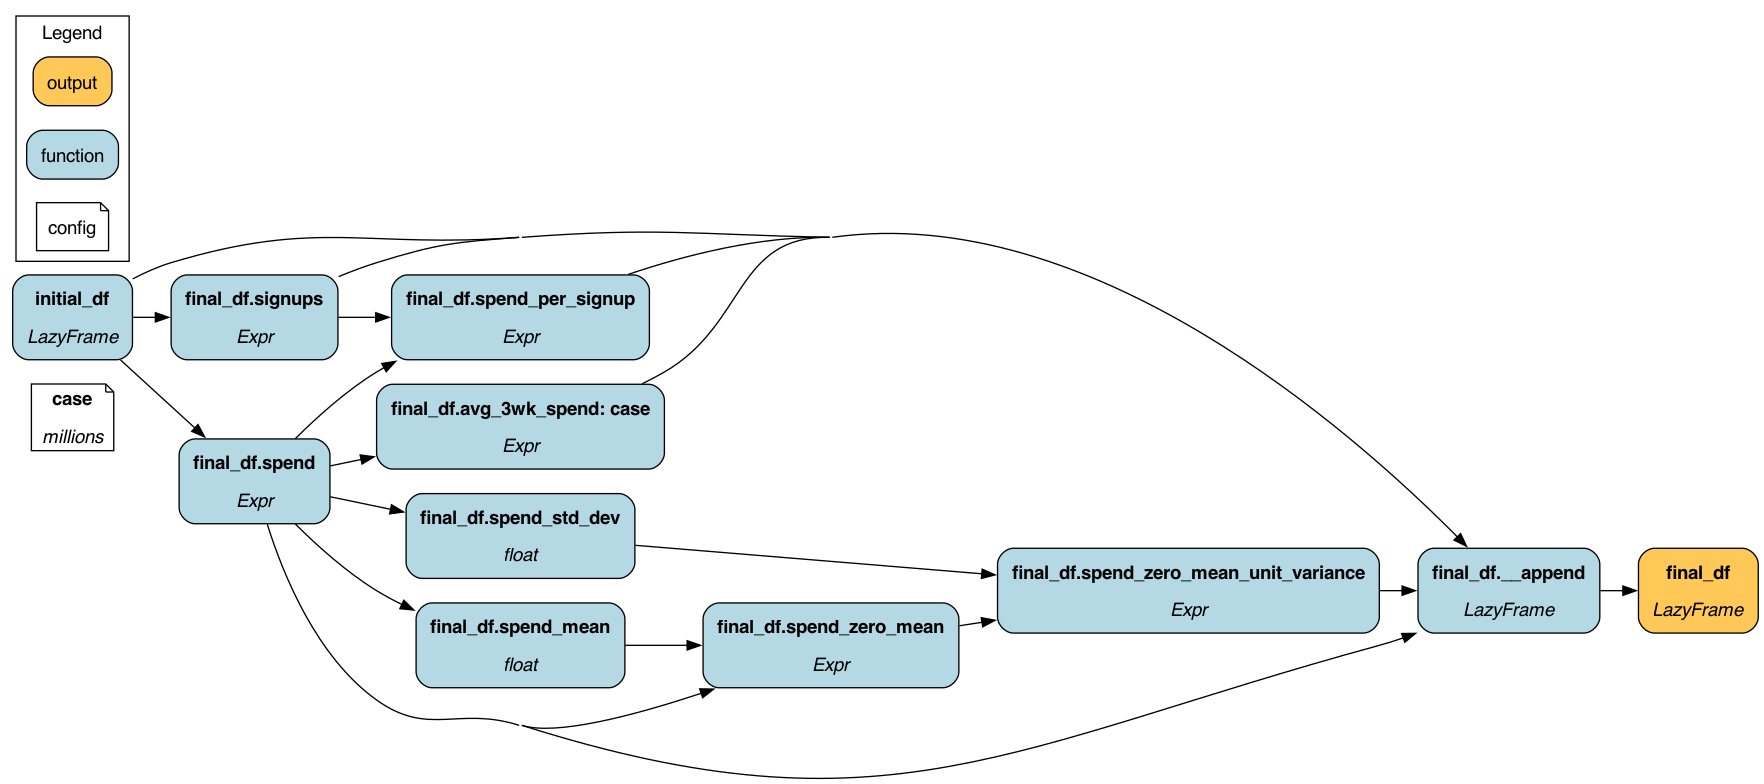 Legend
output
function
config
initial_df
LazyFrame
final_df.signups
Expr
final_df.spend_per_signup
Expr
case
millions
final_df.avg_3wk_spend: case
Expr
final_df.spend
Expr
final_df.spend_std_dev
float
final_df.spend_mean
float
final_df.spend_zero_mean
Expr
final_df.spend_zero_mean_unit_variance
Expr
final_df.__append
LazyFrame
final_df
LazyFrame